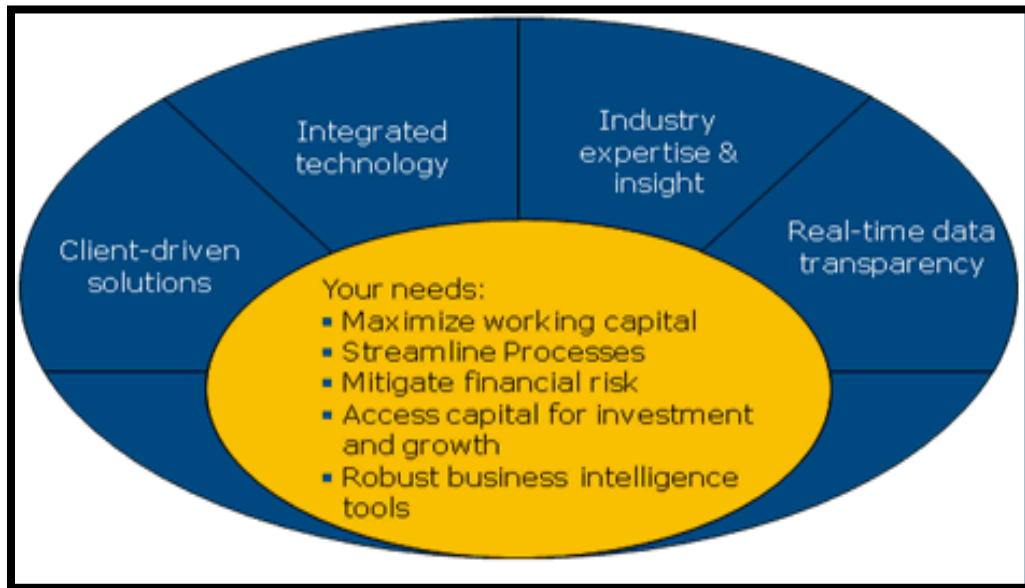 Integrated
technology
Industry
expertise &
insight
Client-driven
solutions
Real-time data
transparency
Your needs:
▪ Maximize working capital
▪ Streamline Processes
▪ Mitigate financial risk
▪ Access capital for investment
and growth
▪ Robust business intelligence
tools